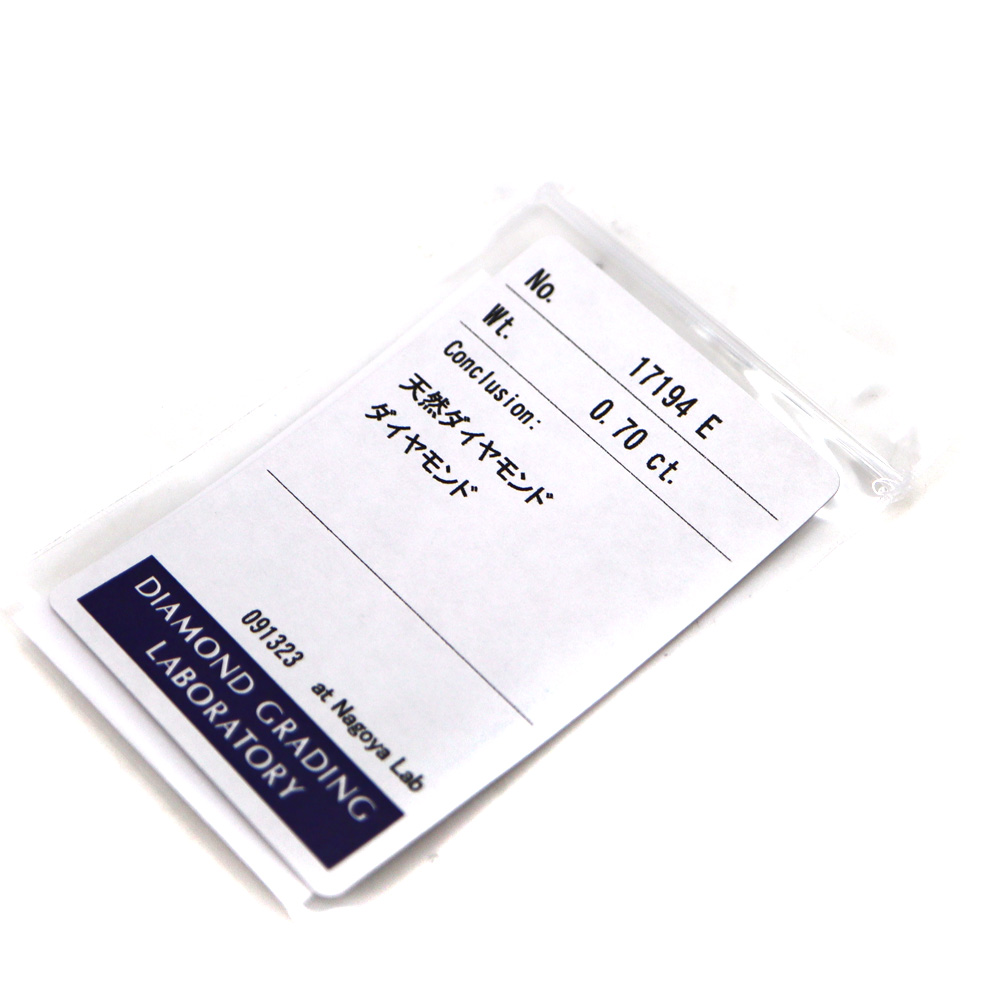 No. 17194 E
Wt. 0.70 ct.
Conclusion:
天然ダイヤモンド
ダイヤモンド
091323 at Nagoya Lab
DIAMOND GRADING
LABORATORY